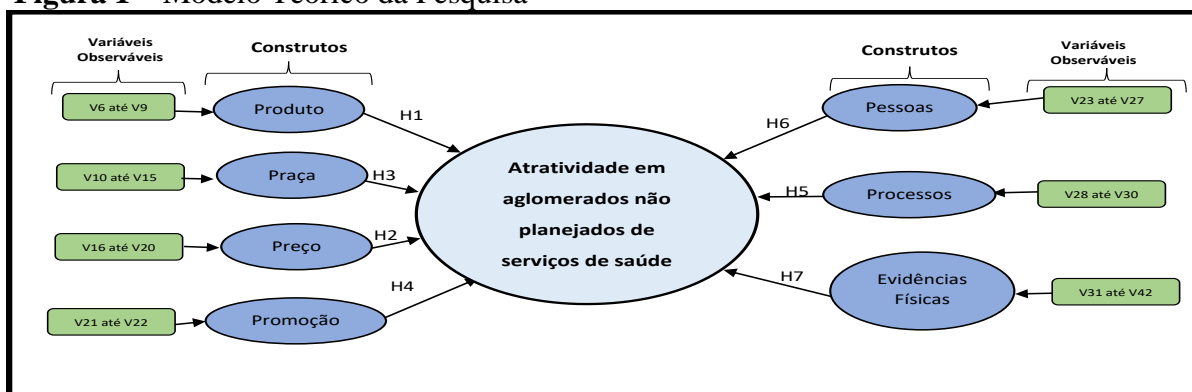 Figura 1 – Modelo Teórico da Pesquisa
Variáveis
Observáveis
Construtos
V6 até V9
Produto
H1
V10 até V15
Praça
H3
V16 até V20
Preço
H2
V21 até V22
Promoção
H4
Atratividade em
aglomerados não
planejados de
serviços de saúde
Construtos
Variáveis
Observáveis
H6
Pessoas
V23 até V27
H5
Processos
V28 até V30
H7
Evidências
Físicas
V31 até V42